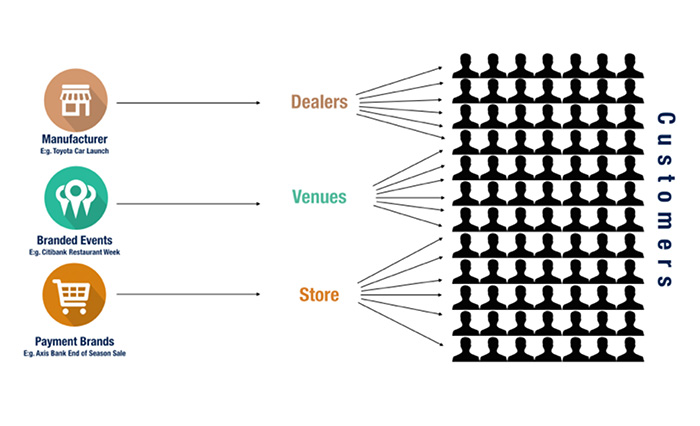 Manufacturer
E:g. Toyota Car Launch
Dealers
Branded Events
E:g. Citibank Restaurant Week
Venues
Payment Brands
E:g. Axis Bank End of Season Sale
Store
Customers